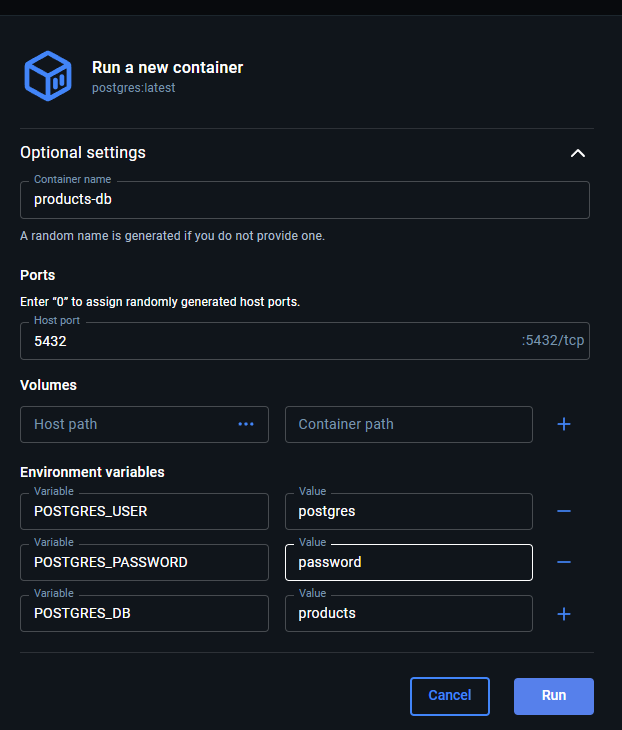 Run a new container
postgres:latest
Optional settings
Container name
products-db
A random name is generated if you do not provide one.
Ports
Enter “0” to assign randomly generated host ports.
Host port
5432 :5432/tcp
Volumes
Host path Container path
Environment variables
Variable Value
POSTGRES_USER postgres
Variable Value
POSTGRES_PASSWORD password
Variable Value
POSTGRES_DB products
Cancel Run